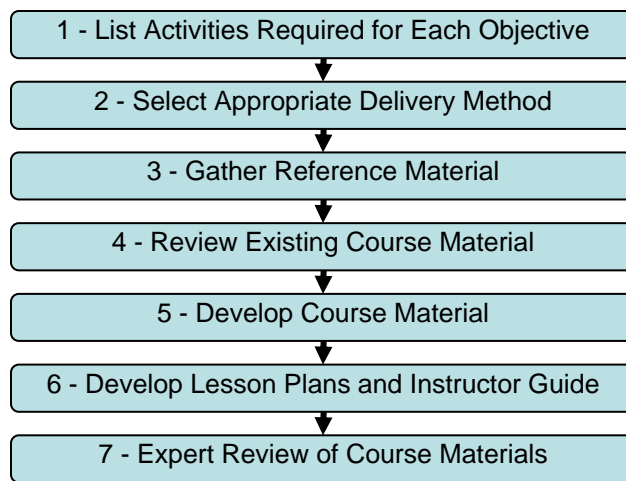 1 - List Activities Required for Each Objective
2 - Select Appropriate Delivery Method
3 - Gather Reference Material
4 - Review Existing Course Material
5 - Develop Course Material
6 - Develop Lesson Plans and Instructor Guide
7 - Expert Review of Course Materials